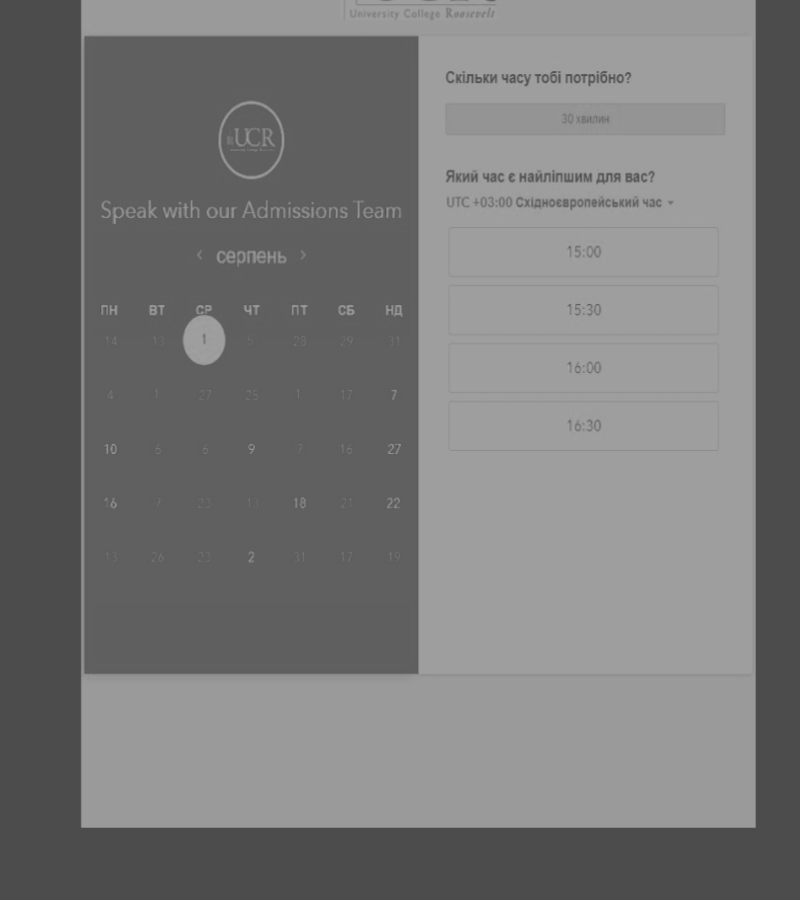 University College Roosevelt
UCR
Speak with our Admissions Team
‹ серпень ›
ПН ВТ СР ЧТ ПТ СБ НД
14 13 1 5 28 29 31
4 1 27 25 1 17 7
10 5 6 9 7 16 27
16 7 23 13 18 21 22
13 26 23 2 31 17 19
Скільки часу тобі потрібно?
30 хвилин
Який час є найліпшим для вас?
UTC +03:00 Східноєвропейський час
15:00
15:30
16:00
16:30